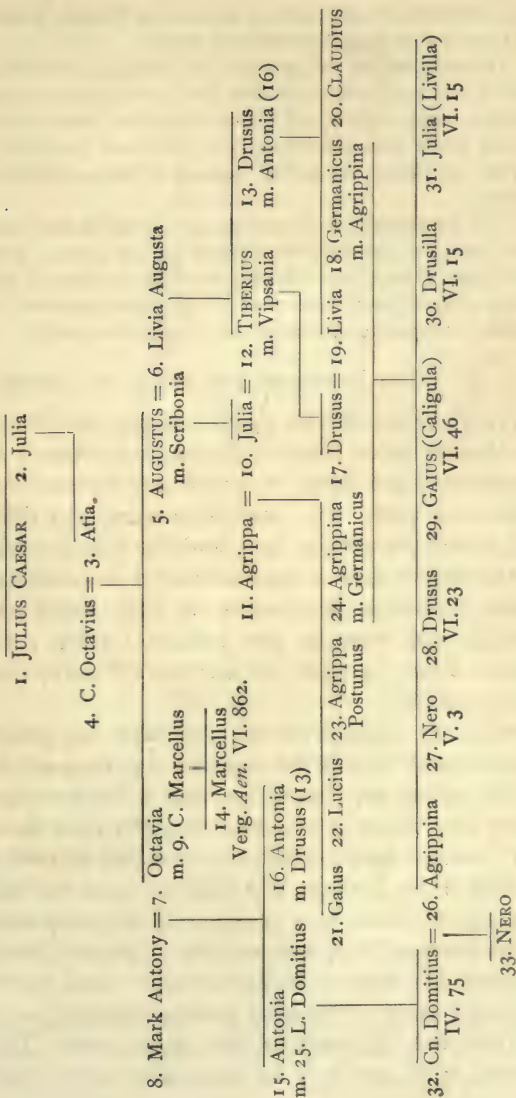 1. JULIUS CAESAR 2. Julia
4. C. Octavius = 3. Atia.
8. Mark Antony = 7. Octavia
m. 9. C. Marcellus
5. AUGUSTUS = 6. Livia Augusta
m. Scribonia
14. Marcellus
Verg. Aen. VI. 862.
11. Agrippa = 10. Julia = 12. TIBERIUS
m. Vipsania
13. Drusus
m. Antonia (16)
15. Antonia
m. 25. L. Domitius
16. Antonia
m. Drusus (13)
21. Gaius 22. Lucius 23. Agrippa
Postumus
24. Agrippina
m. Germanicus
17. Drusus = 19. Livia 18. Germanicus
m. Agrippina
20. CLAUDIUS
32. Cn. Domitius = 26. Agrippina
IV. 75
27. Nero
V. 3
28. Drusus
VI. 23
29. GAIUS (Caligula)
VI. 46
30. Drusilla
VI. 15
31. Julia (Livilla)
VI. 15
33. NERO